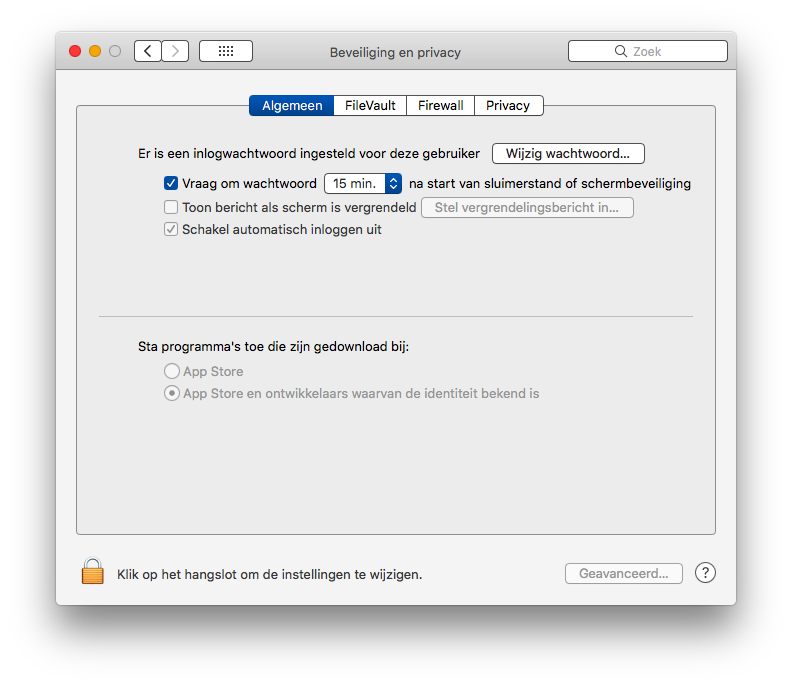 Beveiliging en privacy
Zoek
Algemeen FileVault Firewall Privacy
Er is een inlogwachtwoord ingesteld voor deze gebruiker Wijzig wachtwoord...
Vraag om wachtwoord 15 min. na start van sluimerstand of schermbeveiliging
Toon bericht als scherm is vergrendeld Stel vergrendelingsbericht in...
Schakel automatisch inloggen uit
Sta programma's toe die zijn gedownload bij:
App Store
App Store en ontwikkelaars waarvan de identiteit bekend is
Klik op het hangslot om de instellingen te wijzigen. Geavanceerd... ?